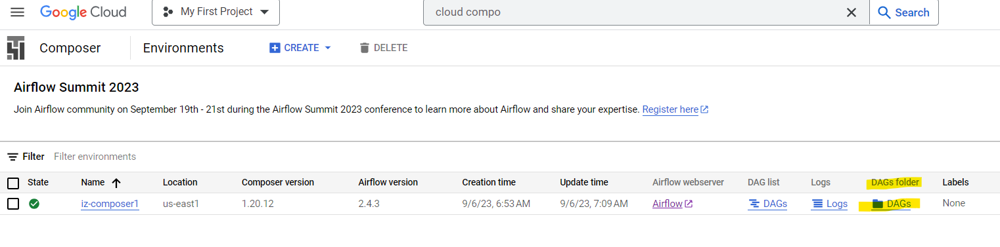 Google Cloud My First Project cloud compo Search
Composer Environments CREATE DELETE
Airflow Summit 2023
Join Airflow community on September 19th - 21st during the Airflow Summit 2023 conference to learn more about Airflow and share your expertise. Register here
Filter Filter environments
State Name Location Composer version Airflow version Creation time Update time Airflow webserver DAG list Logs DAGs folder Labels
iz-composer1 us-east1 1.20.12 2.4.3 9/6/23, 6:53 AM 9/6/23, 7:09 AM Airflow DAGs Logs DAGs None